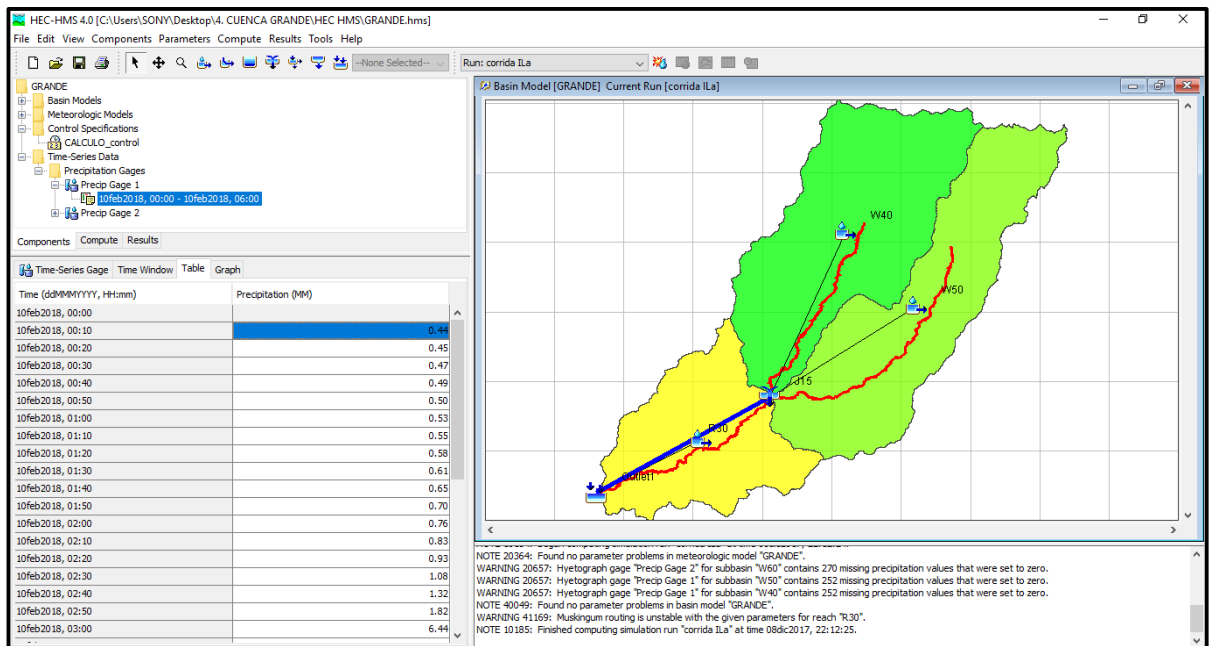 HEC-HMS 4.0 [C:\Users\SONY\Desktop\4. CUENCA GRANDE\HEC HMS\GRANDE.hms]
File Edit View Components Parameters Compute Results Tools Help
--None Selected-- Run: corrida ILa
GRANDE
Basin Models
Meteorologic Models
Control Specifications
CALCULO_control
Time-Series Data
Precipitation Gages
Precip Gage 1
10feb2018, 00:00 - 10feb2018, 06:00
Precip Gage 2
Components Compute Results
Time-Series Gage Time Window Table Graph
Time (ddMMMYYYY, HH:mm) Precipitation (MM)
10feb2018, 00:00
10feb2018, 00:10 0.44
10feb2018, 00:20 0.45
10feb2018, 00:30 0.47
10feb2018, 00:40 0.49
10feb2018, 00:50 0.50
10feb2018, 01:00 0.53
10feb2018, 01:10 0.55
10feb2018, 01:20 0.58
10feb2018, 01:30 0.61
10feb2018, 01:40 0.65
10feb2018, 01:50 0.70
10feb2018, 02:00 0.76
10feb2018, 02:10 0.83
10feb2018, 02:20 0.93
10feb2018, 02:30 1.08
10feb2018, 02:40 1.32
10feb2018, 02:50 1.82
10feb2018, 03:00 6.44
Basin Model [GRANDE] Current Run [corrida ILa]
W40
W50
J15
R30
Outlet1
NOTE 20364: Found no parameter problems in meteorologic model "GRANDE".
WARNING 20657: Hyetograph gage "Precip Gage 2" for subbasin "W60" contains 270 missing precipitation values that were set to zero.
WARNING 20657: Hyetograph gage "Precip Gage 1" for subbasin "W50" contains 252 missing precipitation values that were set to zero.
WARNING 20657: Hyetograph gage "Precip Gage 1" for subbasin "W40" contains 252 missing precipitation values that were set to zero.
NOTE 40049: Found no parameter problems in basin model "GRANDE".
WARNING 41169: Muskingum routing is unstable with the given parameters for reach "R30".
NOTE 10185: Finished computing simulation run "corrida ILa" at time 08dic2017, 22:12:25.